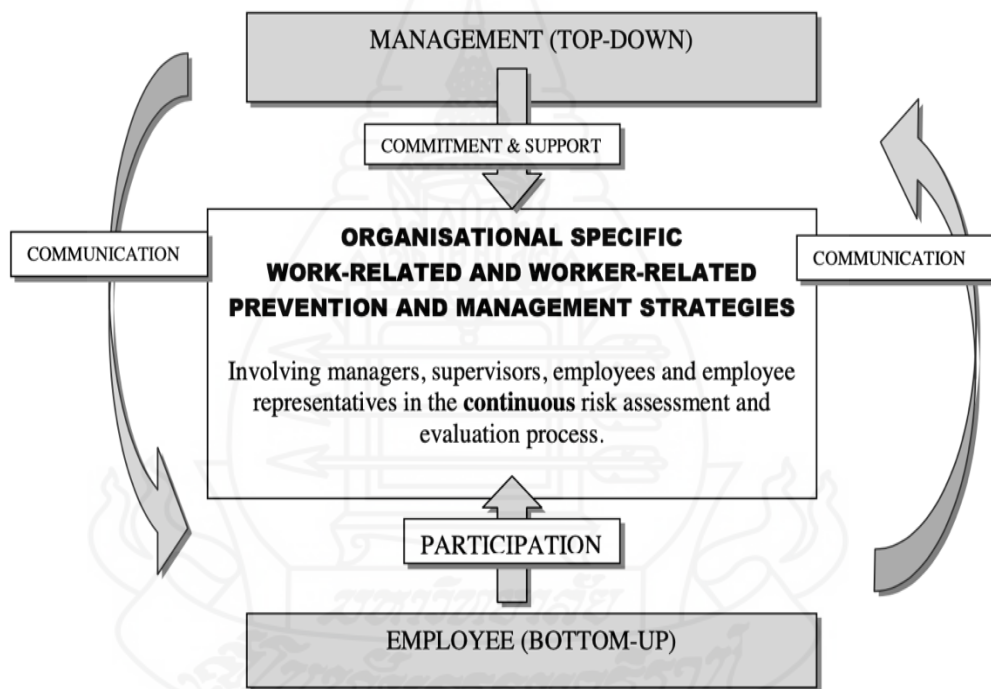 MANAGEMENT (TOP-DOWN)
COMMITMENT & SUPPORT
COMMUNICATION
ORGANISATIONAL SPECIFIC
WORK-RELATED AND WORKER-RELATED
PREVENTION AND MANAGEMENT STRATEGIES
Involving managers, supervisors, employees and employee
representatives in the continuous risk assessment and
evaluation process.
COMMUNICATION
PARTICIPATION
EMPLOYEE (BOTTOM-UP)